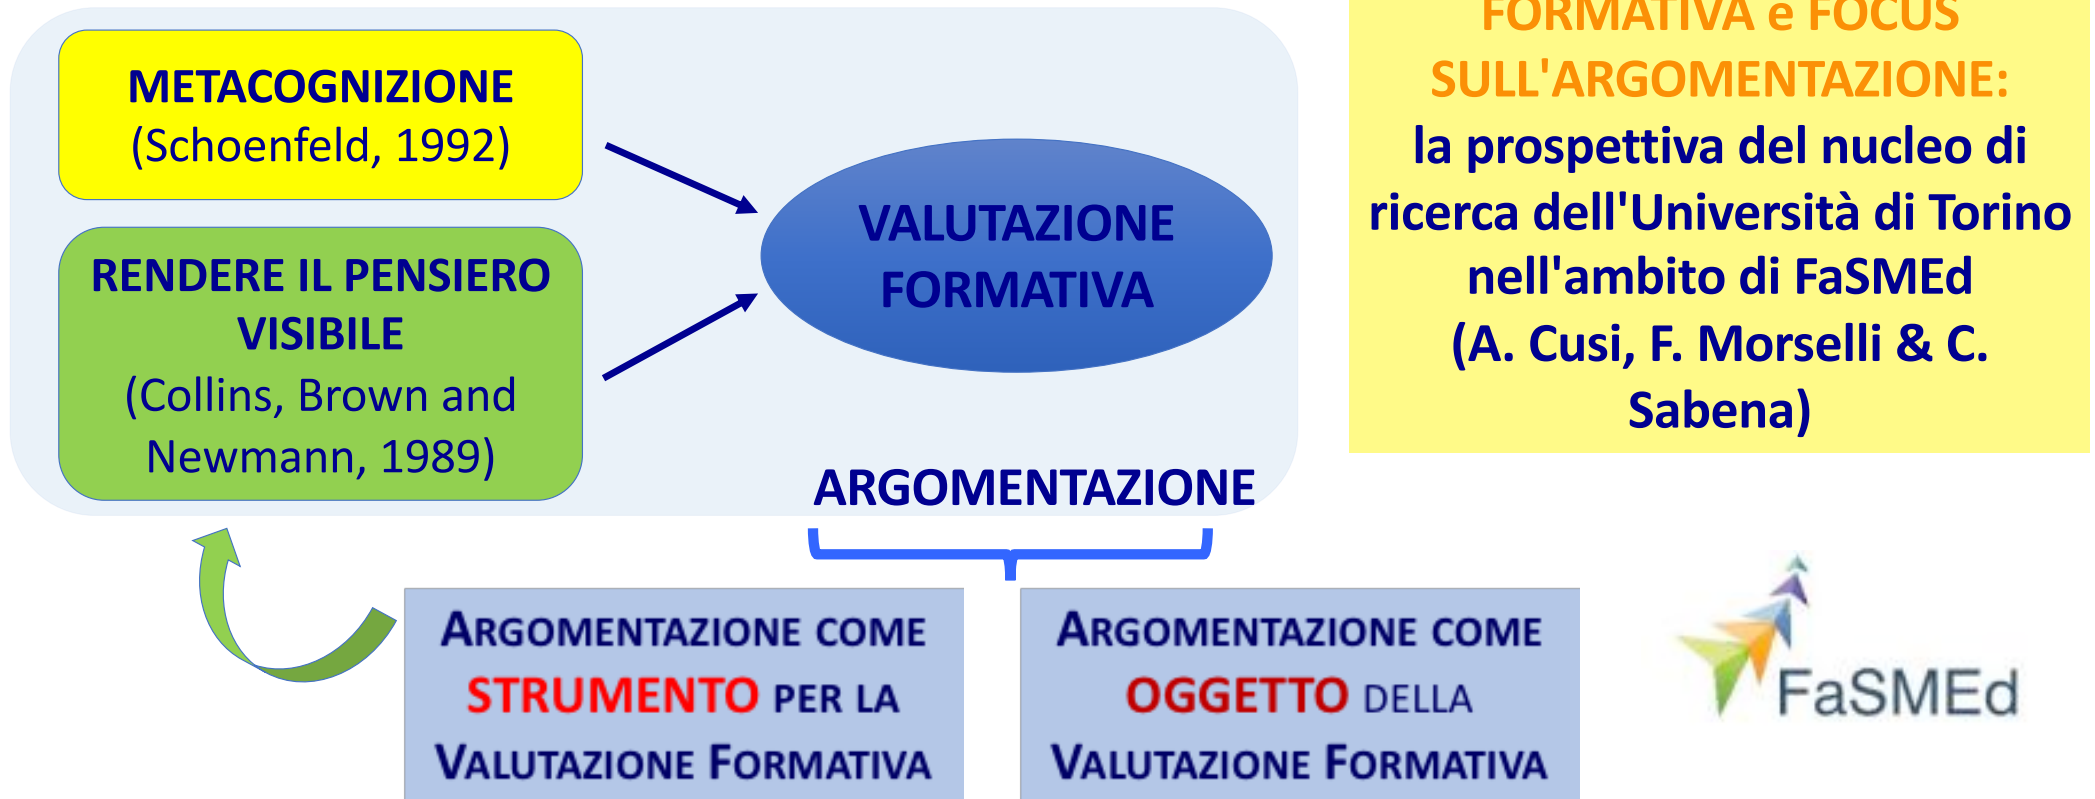 METACOGNIZIONE
(Schoenfeld, 1992)
RENDERE IL PENSIERO
VISIBILE
(Collins, Brown and
Newmann, 1989)
VALUTAZIONE
FORMATIVA
ARGOMENTAZIONE
ARGOMENTAZIONE COME
STRUMENTO PER LA
VALUTAZIONE FORMATIVA
ARGOMENTAZIONE COME
OGGETTO DELLA
VALUTAZIONE FORMATIVA
FORMATIVA e FOCUS
SULL'ARGOMENTAZIONE:
la prospettiva del nucleo di
ricerca dell'Università di Torino
nell'ambito di FaSMEd
(A. Cusi, F. Morselli & C.
Sabena)
FaSMEd